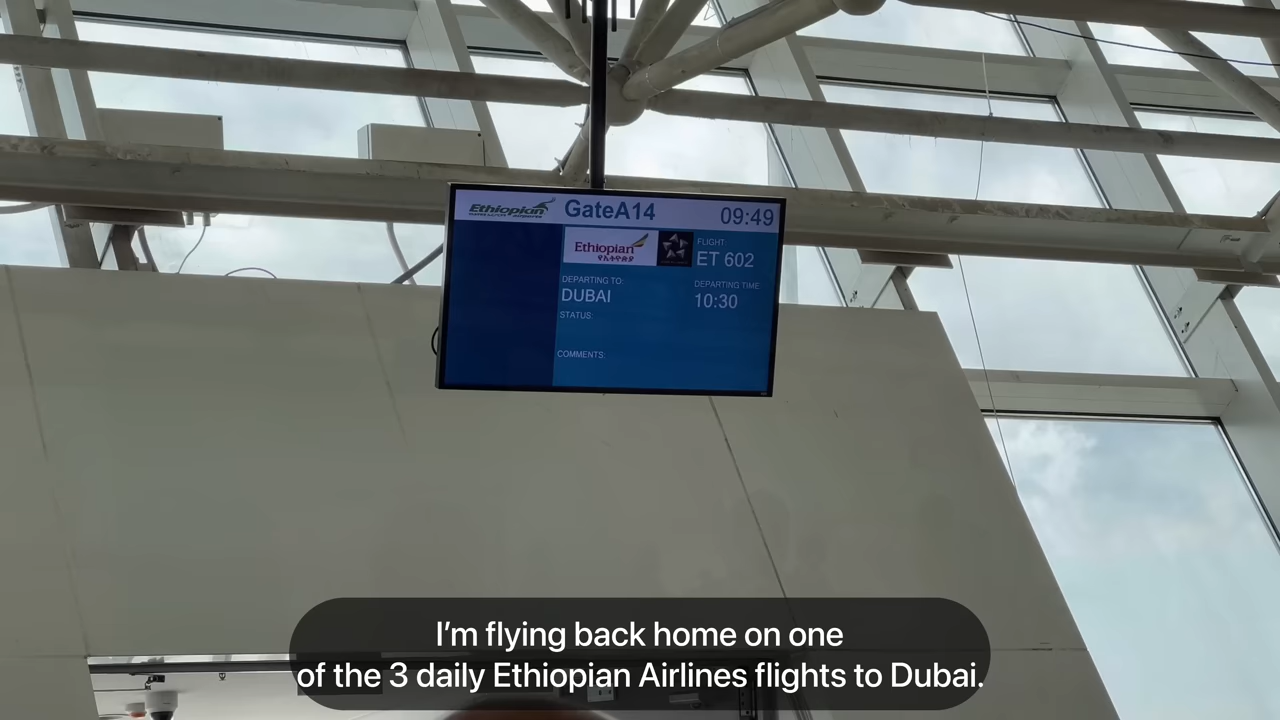 Ethiopian GateA14 09:49
Ethiopian
የኢትዮጵያ
FLIGHT:
ET 602
DEPARTING TO:
DUBAI
DEPARTING TIME
10:30
STATUS:
COMMENTS:
I'm flying back home on one
of the 3 daily Ethiopian Airlines flights to Dubai.